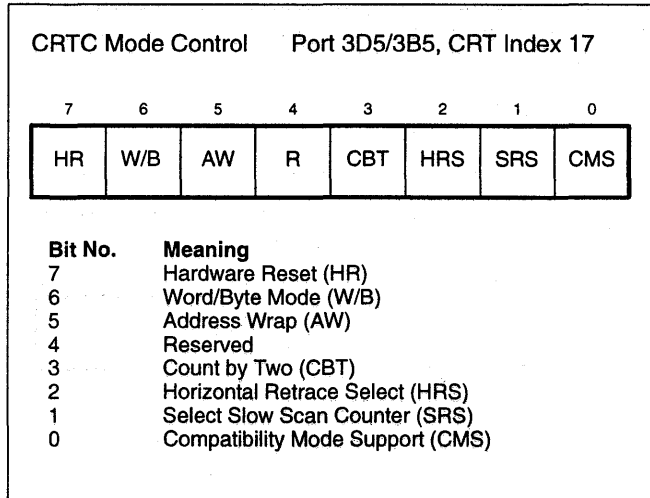 CRTC Mode Control Port 3D5/3B5, CRT Index 17
7 6 5 4 3 2 1 0
HR W/B AW R CBT HRS SRS CMS
Bit No. Meaning
7 Hardware Reset (HR)
6 Word/Byte Mode (W/B)
5 Address Wrap (AW)
4 Reserved
3 Count by Two (CBT)
2 Horizontal Retrace Select (HRS)
1 Select Slow Scan Counter (SRS)
0 Compatibility Mode Support (CMS)